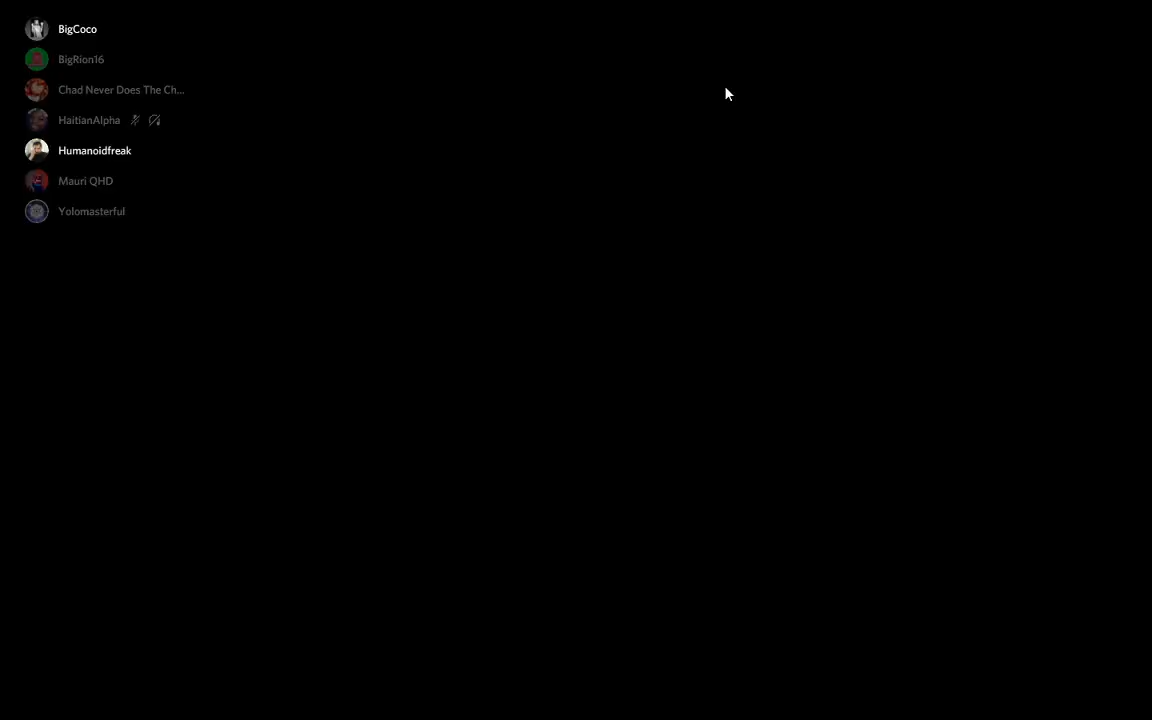 BigCoco
BigRion16
Chad Never Does The Ch...
HaitianAlpha
Humanoidfreak
Mauri QHD
Yolomasterful